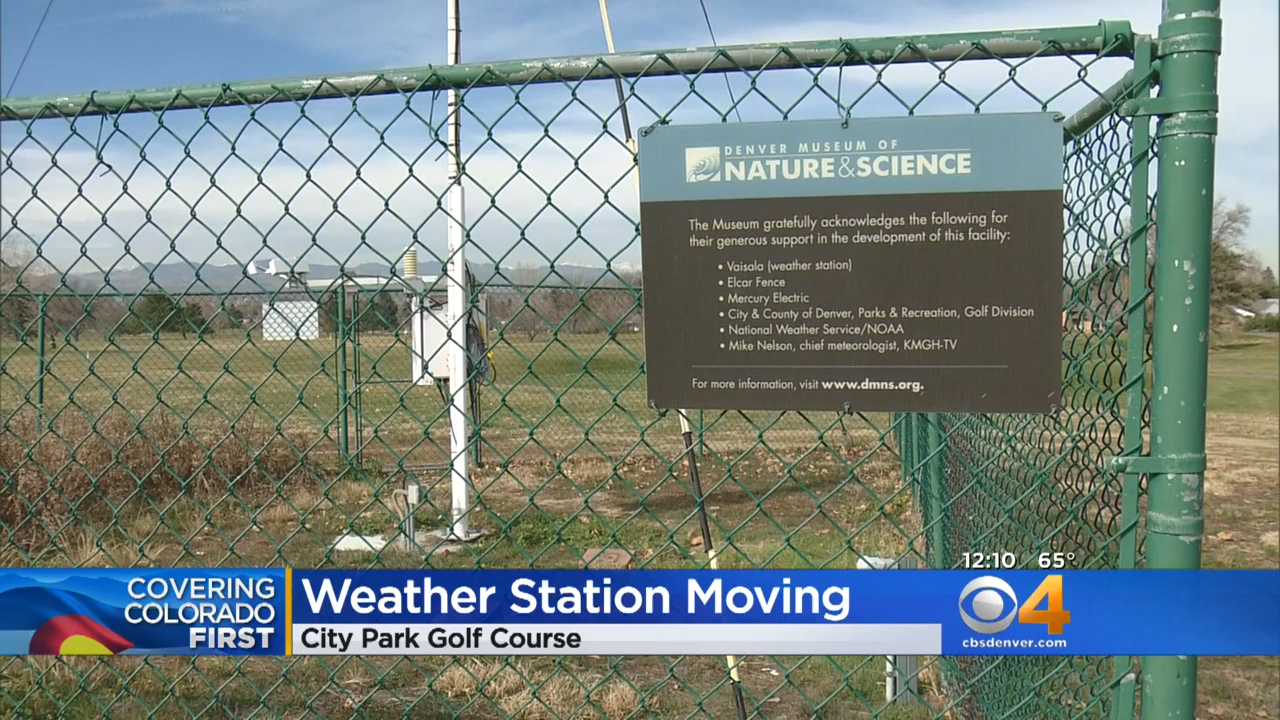 DENVER MUSEUM OF
NATURE&SCIENCE
The Museum gratefully acknowledges the following for
their generous support in the development of this facility:
• Vaisala (weather station)
• Elcar Fence
• Mercury Electric
• City & County of Denver, Parks & Recreation, Golf Division
• National Weather Service/NOAA
• Mike Nelson, chief meteorologist, KMGH-TV
For more information, visit www.dmns.org.
12:10 65°
COVERING
COLORADO
FIRST
Weather Station Moving
City Park Golf Course
4
cbsdenver.com